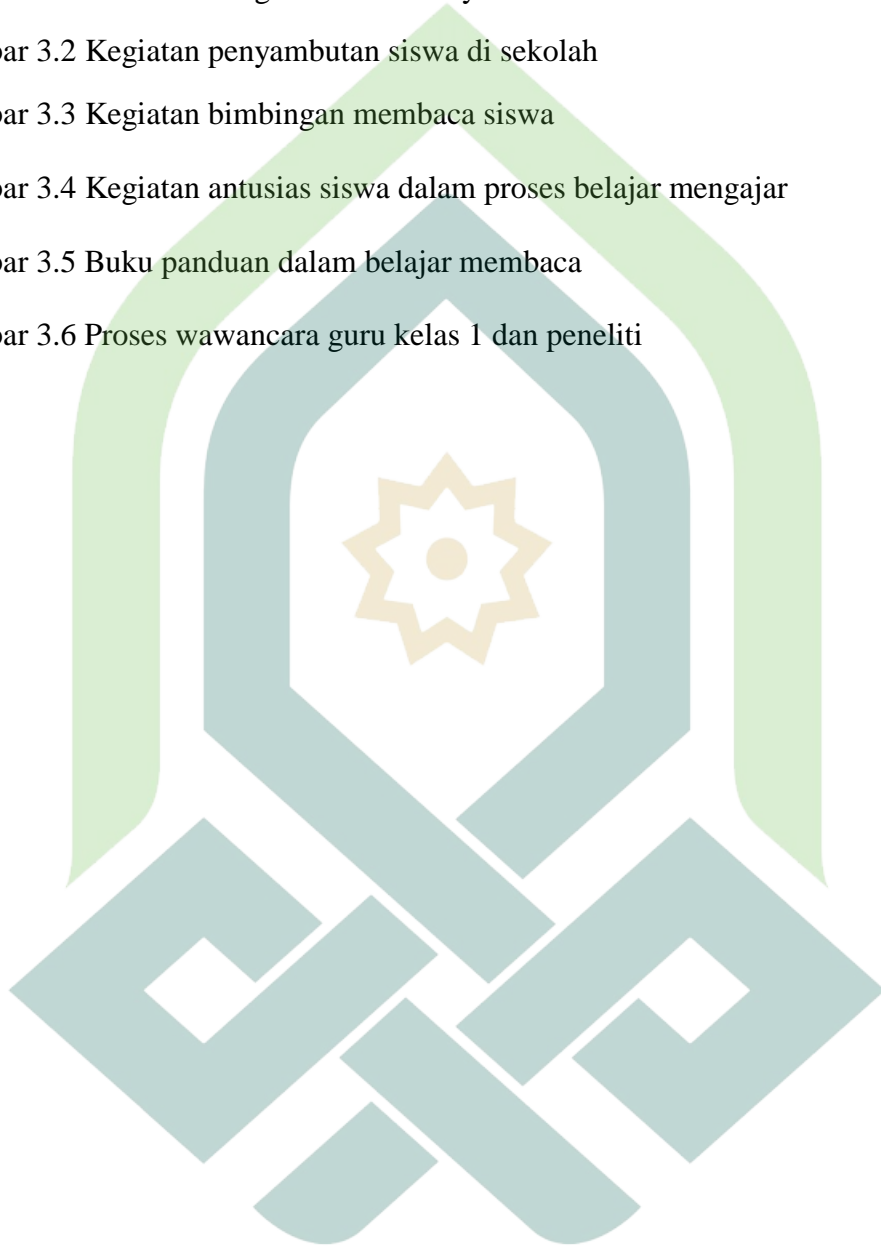 bar 3.2 Kegiatan penyambutan siswa di sekolah
bar 3.3 Kegiatan bimbingan membaca siswa
bar 3.4 Kegiatan antusias siswa dalam proses belajar mengajar
bar 3.5 Buku panduan dalam belajar membaca
bar 3.6 Proses wawancara guru kelas 1 dan peneliti